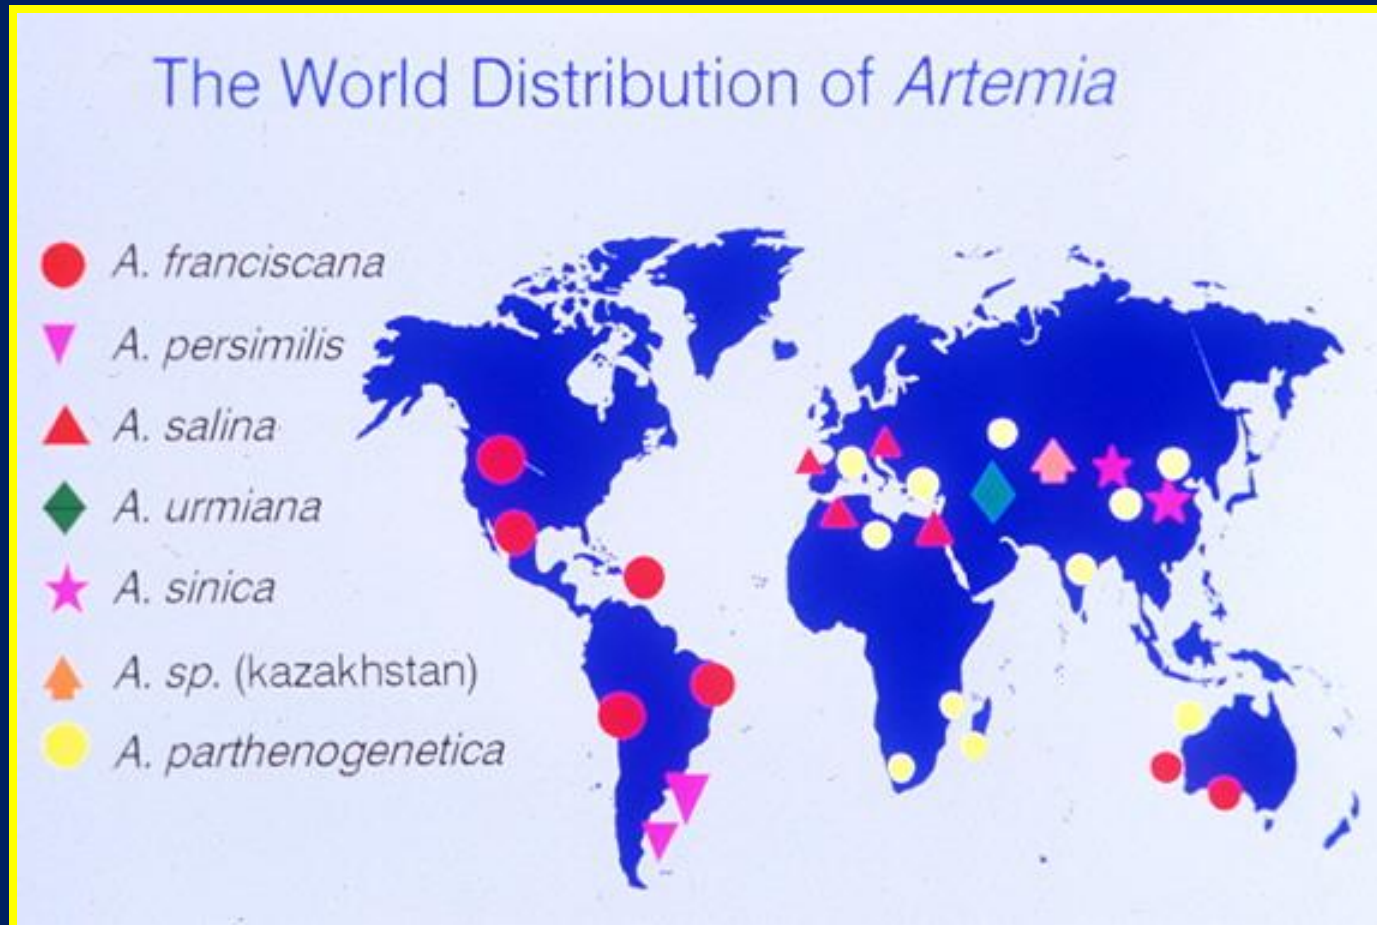 The World Distribution of Artemia
A. franciscana
A. persimilis
A. salina
A. urmiana
A. sinica
A. sp. (kazakhstan)
A. parthenogenetica